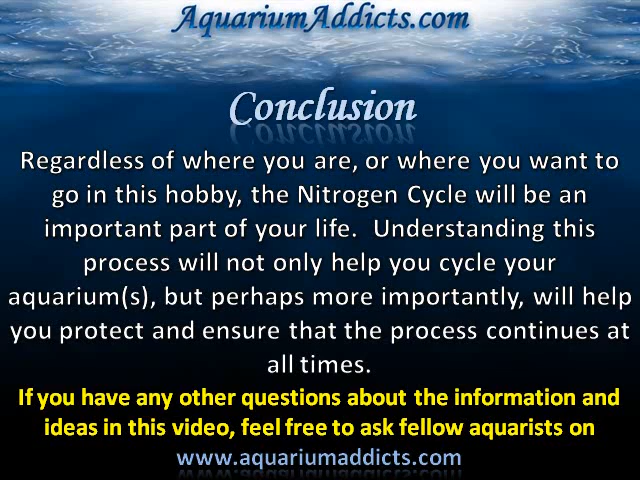 AquariumAddicts.com
Conclusion
Regardless of where you are, or where you want to
go in this hobby, the Nitrogen Cycle will be an
important part of your life.  Understanding this
process will not only help you cycle your
aquarium(s), but perhaps more importantly, will help
you protect and ensure that the process continues at
all times.
If you have any other questions about the information and
ideas in this video, feel free to ask fellow aquarists on
www.aquariumaddicts.com